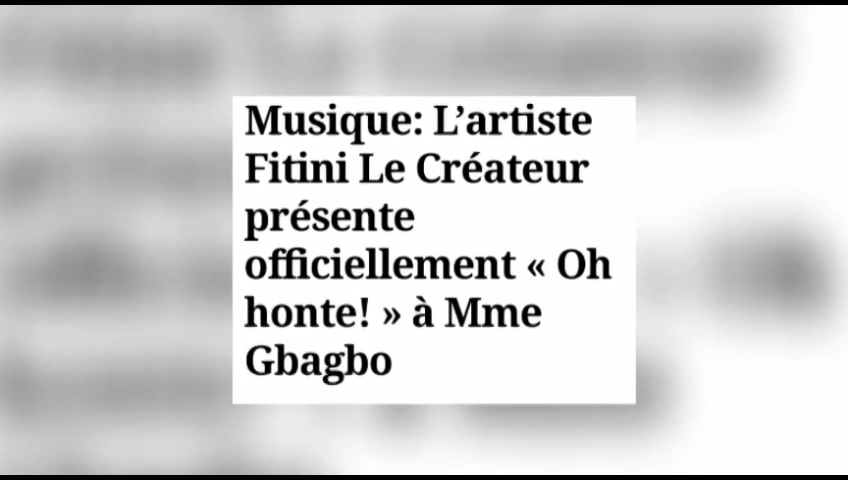 Musique: L’artiste
Fitini Le Créateur
présente
officiellement « Oh
honte! » à Mme
Gbagbo